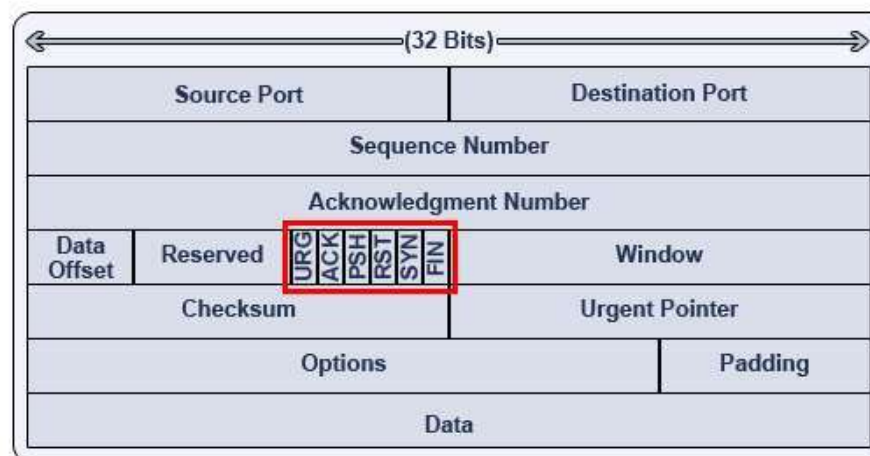 (32 Bits)
Source Port Destination Port
Sequence Number
Acknowledgment Number
Data Offset Reserved URG ACK PSH RST SYN FIN Window
Checksum Urgent Pointer
Options Padding
Data